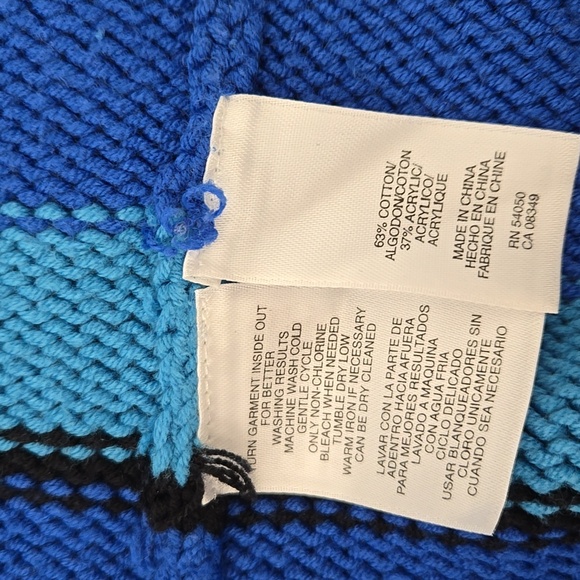 63% COTTON/
ALGODON/COTON
37% ACRYLIC/
ACRYLICO/
ACRYLIQUE
MADE IN CHINA
HECHO EN CHINA
FABRIQUE EN CHINE
RN 54050
CA 08349
TURN GARMENT INSIDE OUT
FOR BETTER
WASHING RESULTS
MACHINE WASH COLD
GENTLE CYCLE
ONLY NON-CHLORINE
BLEACH WHEN NEEDED
TUMBLE DRY LOW
WARM IRON IF NECESSARY
CAN BE DRY CLEANED
LAVAR CON LA PARTE DE
ADENTRO HACIA AFUERA
PARA MEJORES RESULTADOS
LAVADO A MAQUINA
CON AGUA FRIA
CICLO DELICADO
USAR BLANQUEADORES SIN
CLORO UNICAMENTE
CUANDO SEA NECESARIO